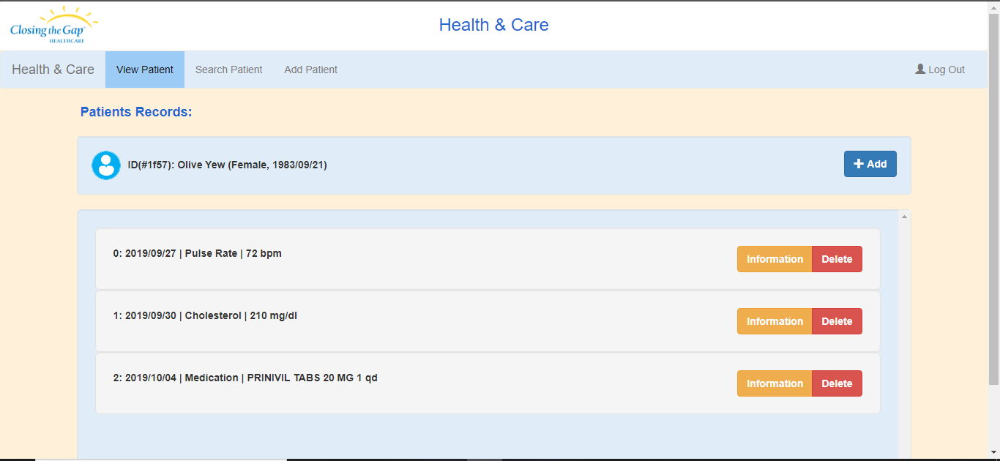 Closing the Gap
HEALTHCARE
Health & Care
Health & Care View Patient Search Patient Add Patient Log Out
Patients Records:
ID(#1f57): Olive Yew (Female, 1983/09/21) Add
0: 2019/09/27 | Pulse Rate | 72 bpm Information Delete
1: 2019/09/30 | Cholesterol | 210 mg/dl Information Delete
2: 2019/10/04 | Medication | PRINIVIL TABS 20 MG 1 qd Information Delete